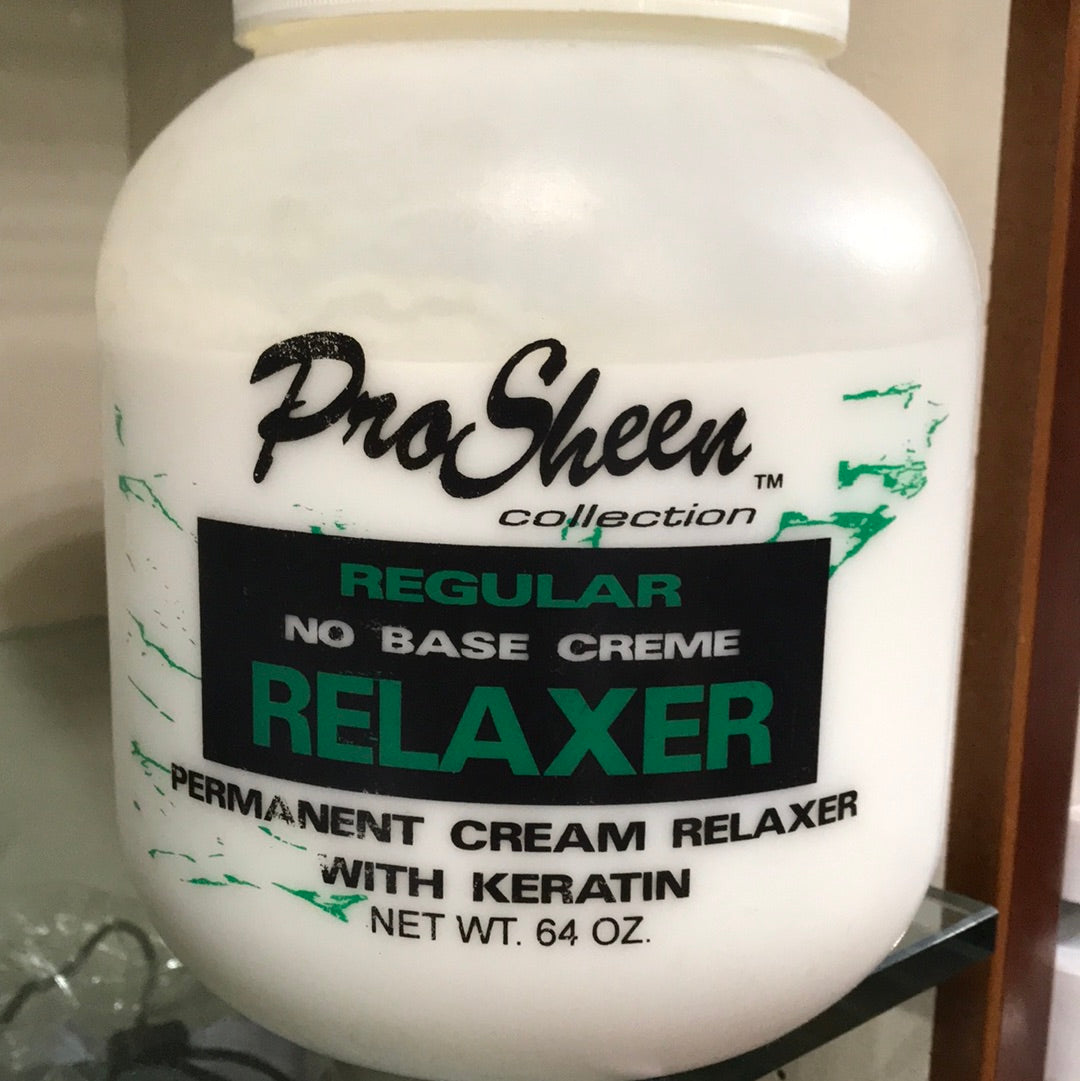 ProSheen™
collection
REGULAR
NO BASE CREME
RELAXER
PERMANENT CREAM RELAXER
WITH KERATIN
NET WT. 64 OZ.